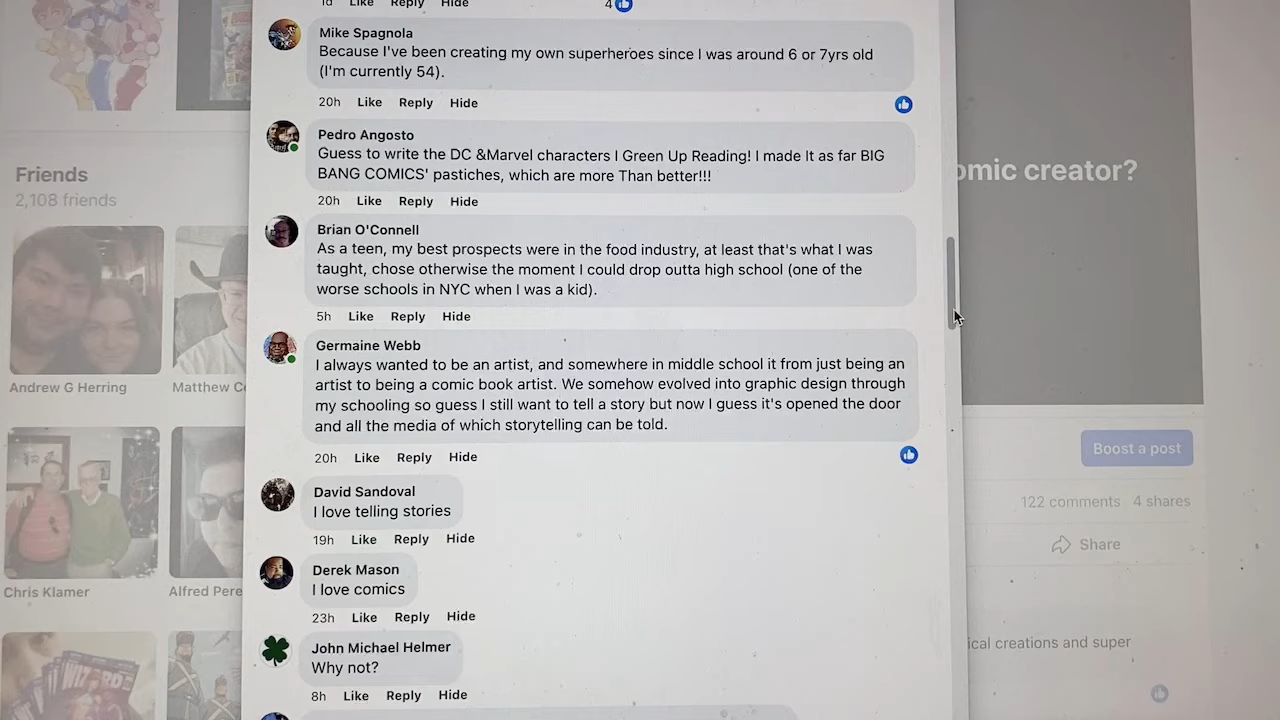 1d Like Reply Hide 4
Mike Spagnola
Because I've been creating my own superheroes since I was around 6 or 7yrs old
(I'm currently 54).
20h Like Reply Hide
Pedro Angosto
Guess to write the DC &Marvel characters I Green Up Reading! I made It as far BIG
BANG COMICS' pastiches, which are more Than better!!!
20h Like Reply Hide
Brian O'Connell
As a teen, my best prospects were in the food industry, at least that's what I was
taught, chose otherwise the moment I could drop outta high school (one of the
worse schools in NYC when I was a kid).
5h Like Reply Hide
Germaine Webb
I always wanted to be an artist, and somewhere in middle school it from just being an
artist to being a comic book artist. We somehow evolved into graphic design through
my schooling so guess I still want to tell a story but now I guess it's opened the door
and all the media of which storytelling can be told.
20h Like Reply Hide
David Sandoval
I love telling stories
19h Like Reply Hide
Derek Mason
I love comics
23h Like Reply Hide
John Michael Helmer
Why not?
8h Like Reply Hide
Friends
2,108 friends
Andrew G Herring Matthew
Chris Klamer Alfred
WIZARD
omic creator?
Boost a post
122 comments 4 shares
Share
ical creations and super